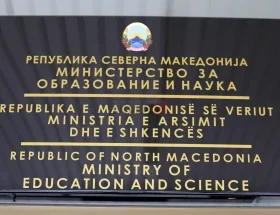 РЕПУБЛИКА СЕВЕРНА МАКЕДОНИЈА
МИНИСТЕРСТВО ЗА
ОБРАЗОВАНИЕ И НАУКА
REPUBLIKA E MAQEDONISË SË VERIUT
MINISTRIA E ARSIMIT
DHE E SHKENCËS
REPUBLIC OF NORTH MACEDONIA
MINISTRY OF
EDUCATION AND SCIENCE